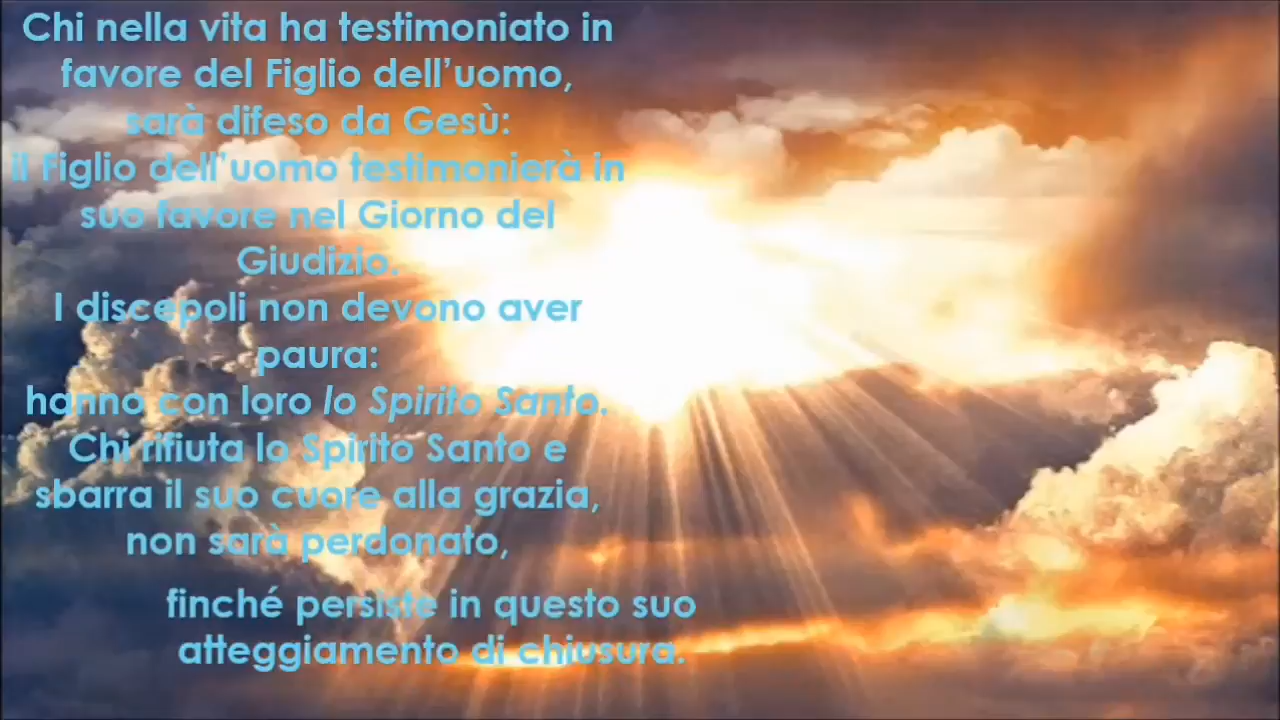 Chi nella vita ha testimoniato in
favore del Figlio dell’uomo,
sarà difeso da Gesù:
il Figlio dell’uomo testimonierà in
suo favore nel Giorno del
Giudizio.
I discepoli non devono aver
paura:
hanno con loro lo Spirito Santo.
Chi rifiuta lo Spirito Santo e
sbarra il suo cuore alla grazia,
non sarà perdonato,
finché persiste in questo suo
atteggiamento di chiusura.